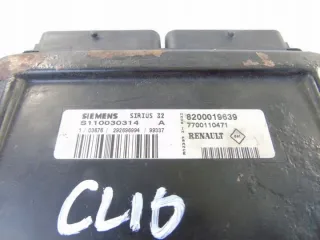 SIEMENS SIRIUS 32
S110030314 A
8200019639
7700110471
RENAULT
CLIO